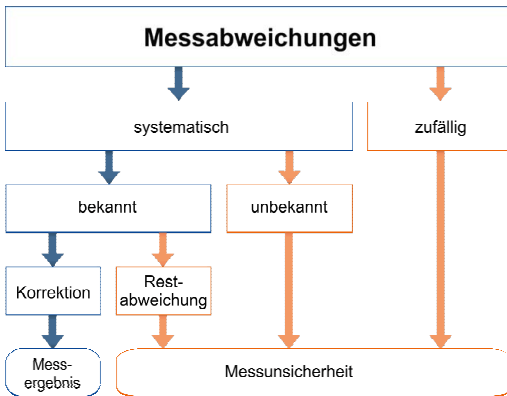 Messabweichungen
systematisch
zufällig
bekannt
unbekannt
Korrektion
Rest-
abweichung
Mess-
ergebnis
Messunsicherheit